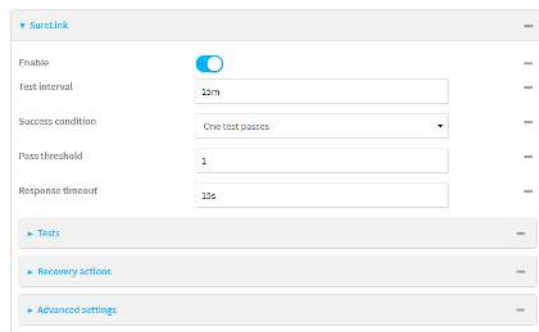 SureLink
Enable
Test interval
15m
Success condition
One test passes
Pass threshold
1
Response timeout
15s
Tests
Recovery actions
Advanced settings